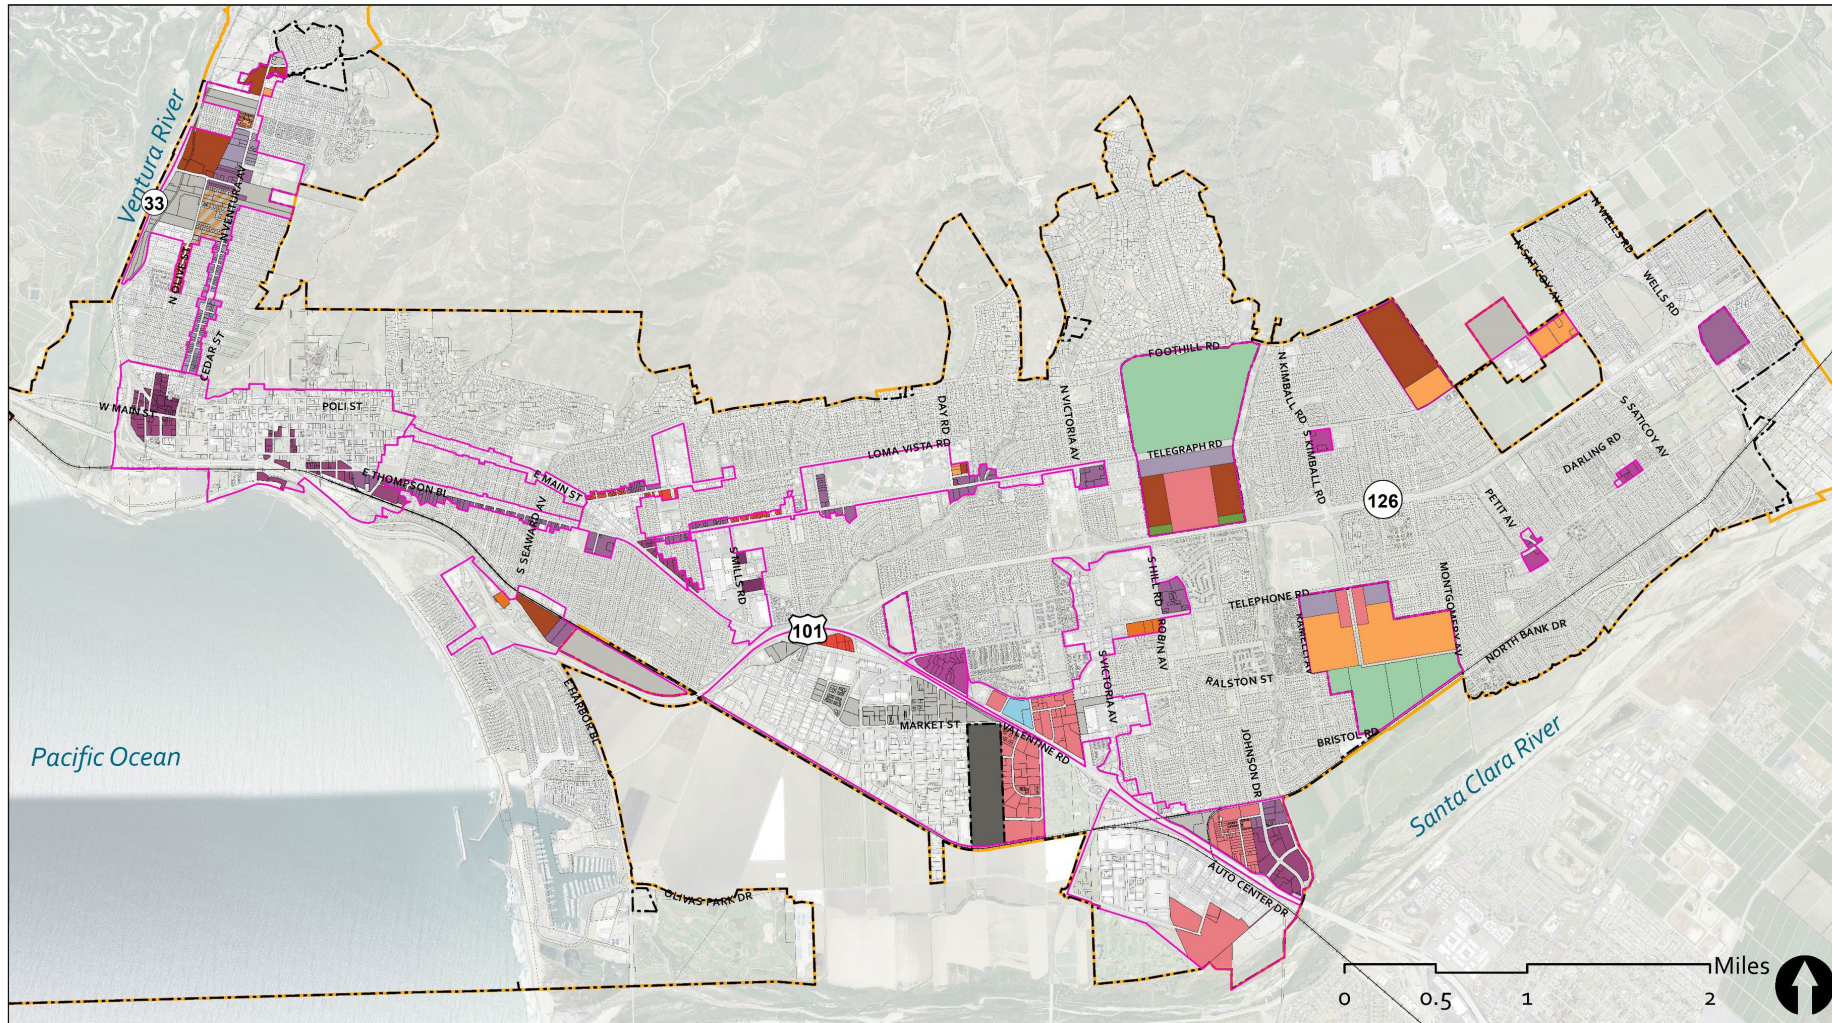 N WELLS RD
Ventura River
33
N VENTURA AV
N SATICOY AV
WELLS RD
N OLIVE ST
CEDAR ST
FOOTHILL RD
N KIMBALL RD
W MAIN ST
POLI ST
DAY RD
N VICTORIA AV
S SATICOY AV
LOMA VISTA RD
TELEGRAPH RD
S KIMBALL RD
DARLING RD
E THOMPSON BL
E MAIN ST
126
PETIT AV
S SEAWARD AV
S MILLS RD
S HILL RD
TELEPHONE RD
MONTGOMERY AV
101
ROBIN AV
RAMELLI AV
NORTH BANK DR
S VICTORIA AV
RALSTON ST
E HARBOR BL
MARKET ST
VALENTINE RD
BRISTOL RD
JOHNSON DR
Pacific Ocean
Santa Clara River
AUTO CENTER DR
OLIVAS PARK DR
Miles
0 0.5 1 2